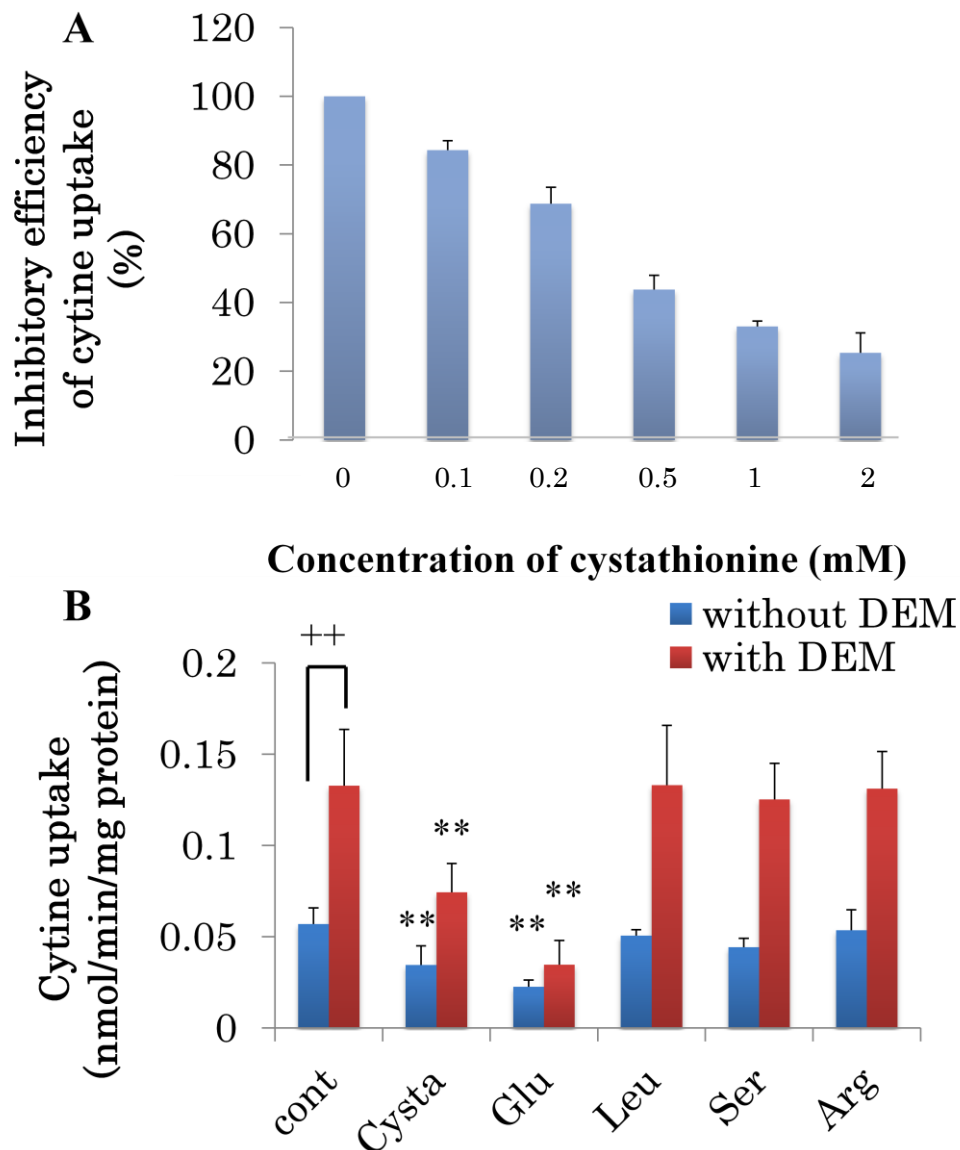 A
Inhibitory efficiency
of cytine uptake
(%)
120
100
80
60
40
20
0
0 0.1 0.2 0.5 1 2
Concentration of cystathionine (mM)
B
without DEM
with DEM
++
Cytine uptake
(nmol/min/mg protein)
0.2
0.15
0.1
0.05
0
** ** ** **
cont Cysta Glu Leu Ser Arg